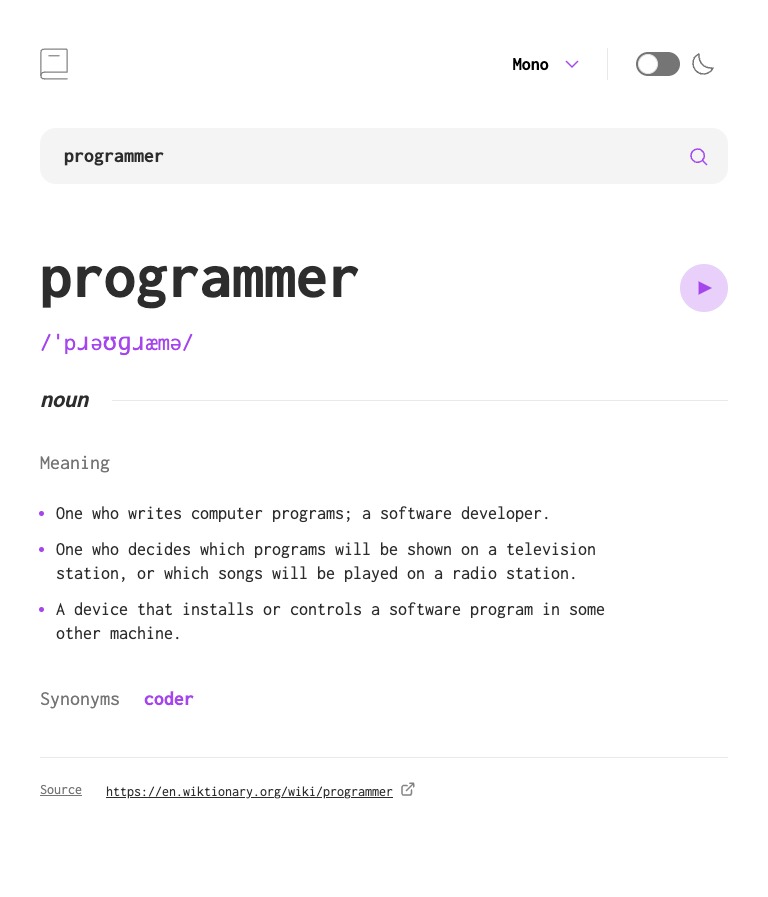 Mono
programmer
programmer
/ˈpɹəʊɡɹæmə/
noun
Meaning
One who writes computer programs; a software developer.
One who decides which programs will be shown on a television
station, or which songs will be played on a radio station.
A device that installs or controls a software program in some
other machine.
Synonyms coder
Source https://en.wiktionary.org/wiki/programmer